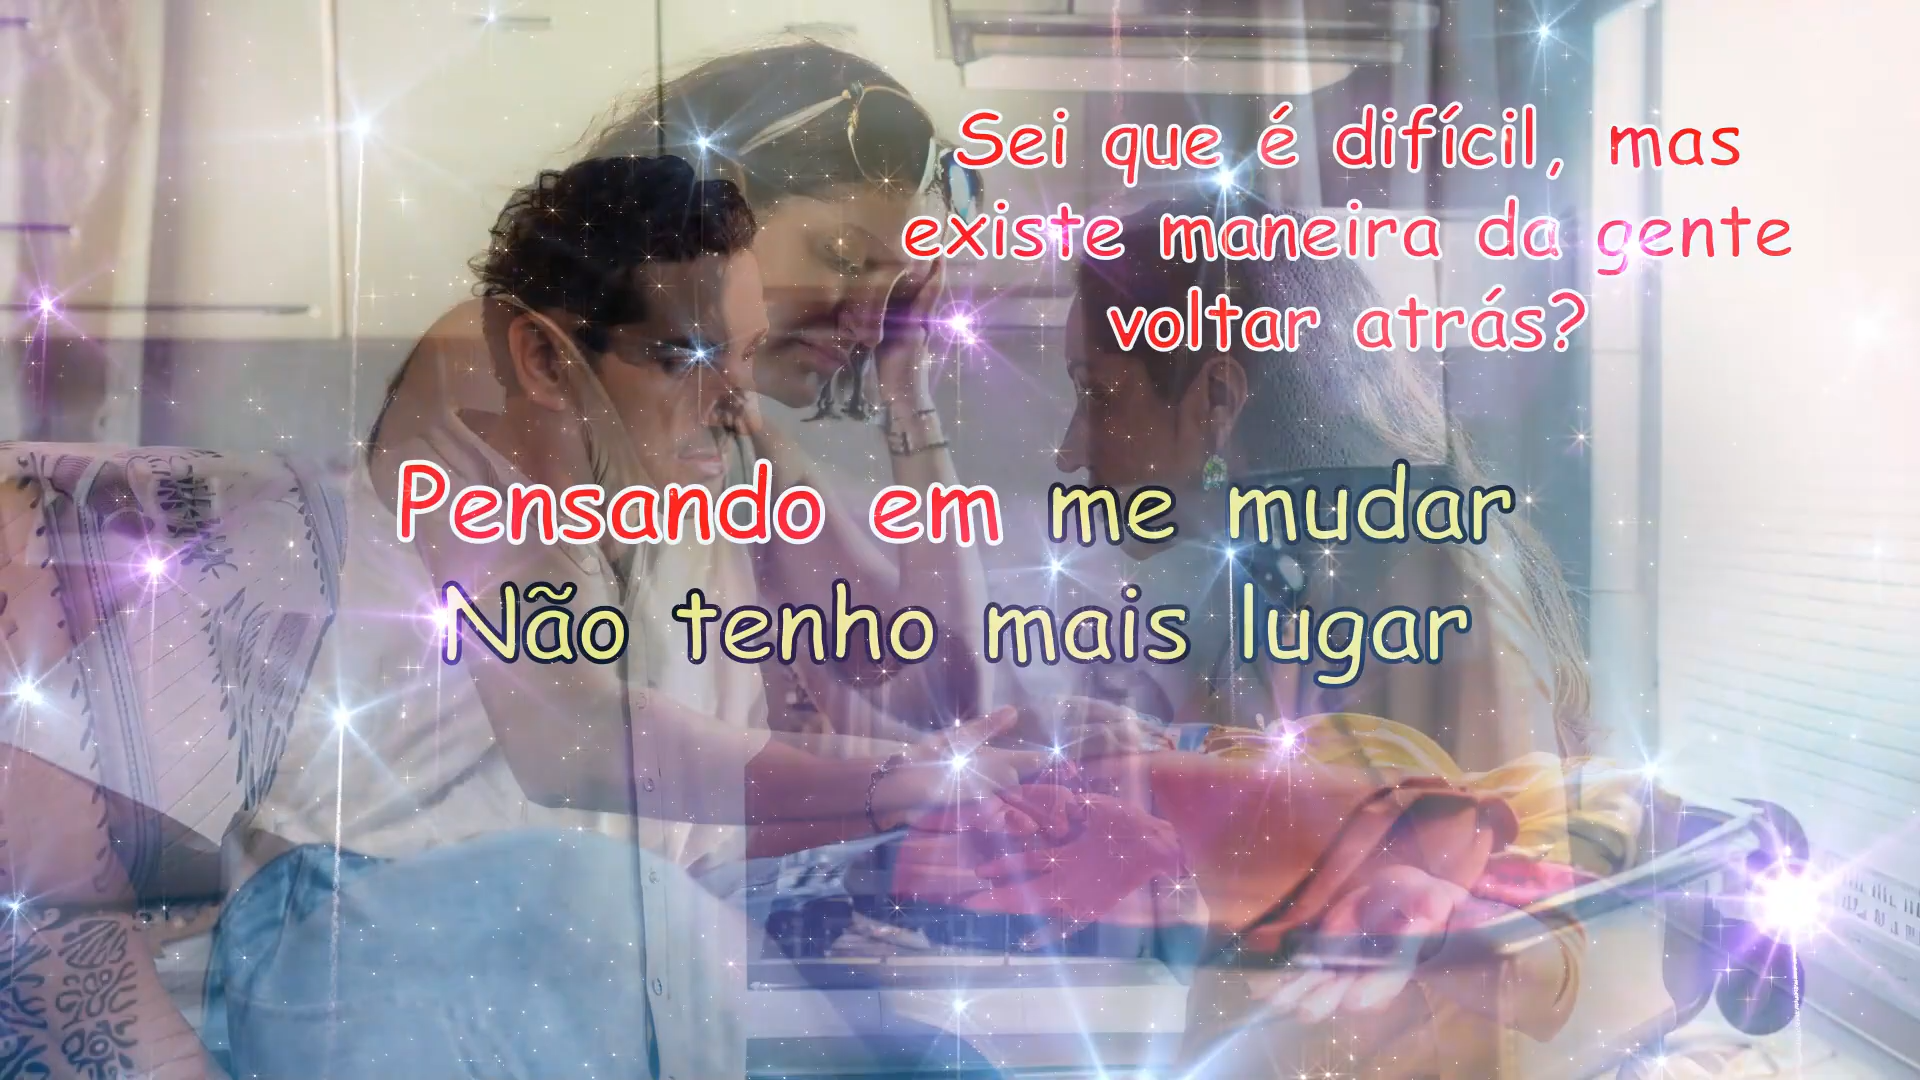 Sei que é difícil, mas
existe maneira da gente
voltar atrás?
Pensando em me mudar
Não tenho mais lugar